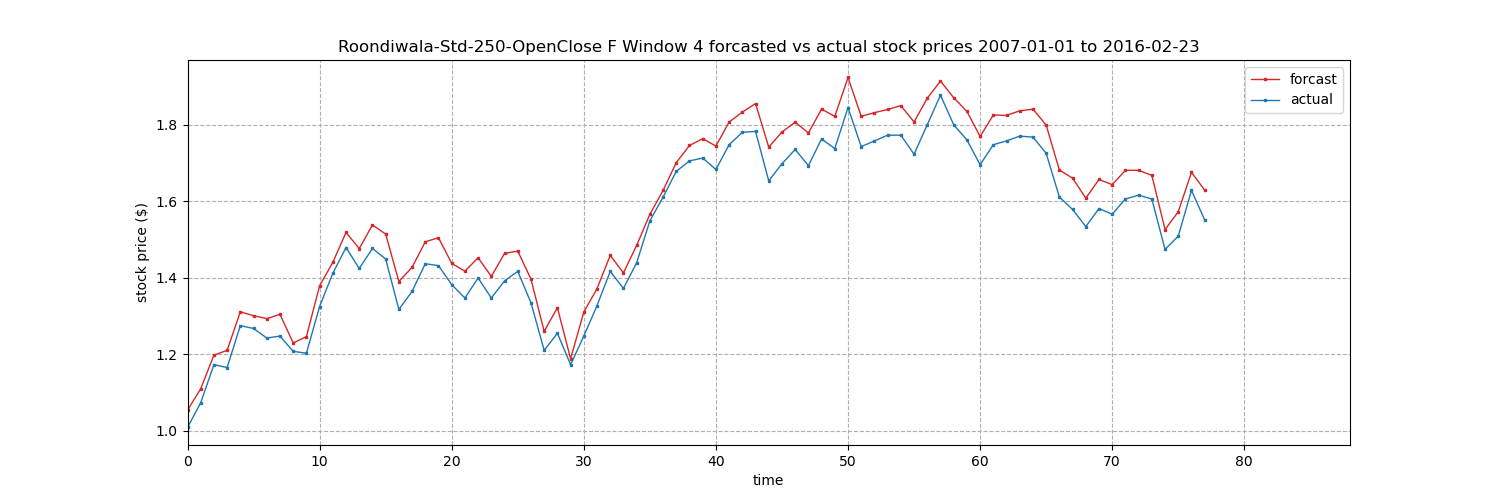 Roondiwala-Std-250-OpenClose F Window 4 forcasted vs actual stock prices 2007-01-01 to 2016-02-23
forcast
actual
stock price ($)
1.8
1.6
1.4
1.2
1.0
0 10 20 30 40 50 60 70 80
time